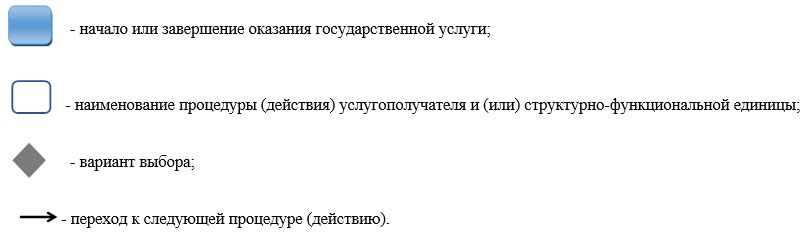 - начало или завершение оказания государственной услуги;
- наименование процедуры (действия) услугополучателя и (или) структурно-функциональной единицы;
- вариант выбора;
- переход к следующей процедуре (действию).